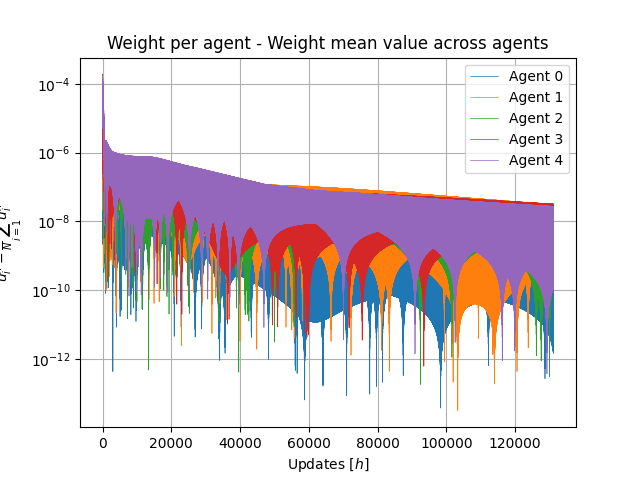 Weight per agent - Weight mean value across agents
10⁻⁴
10⁻⁶
10⁻⁸
10⁻¹⁰
10⁻¹²
Agent 0
Agent 1
Agent 2
Agent 3
Agent 4
0
20000
40000
60000
80000
100000
120000
Updates [h]